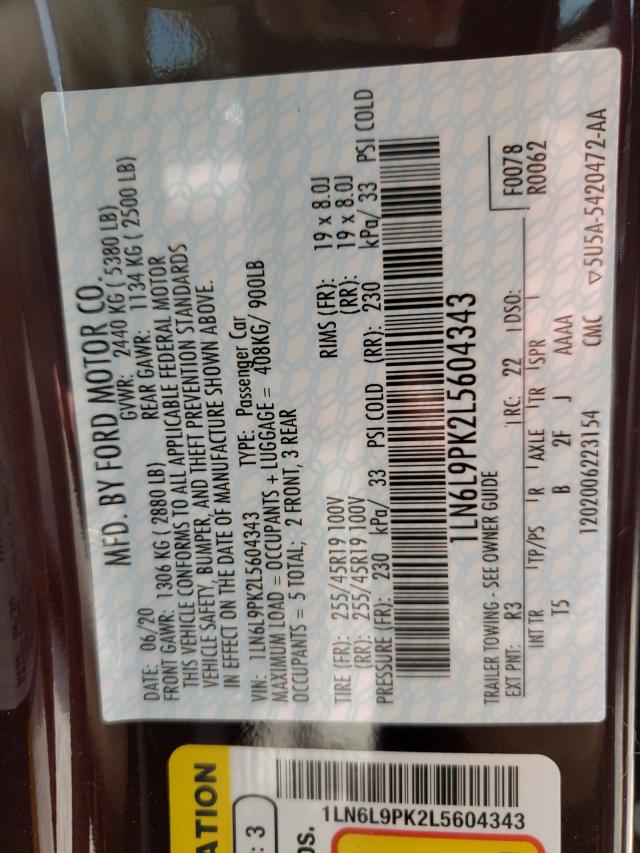 MFD. BY FORD MOTOR CO.
DATE: 06/20 GVWR: 2440 KG ( 5380 LB)
FRONT GAWR: 1306 KG ( 2880 LB) REAR GAWR: 1134 KG ( 2500 LB)
THIS VEHICLE CONFORMS TO ALL APPLICABLE FEDERAL MOTOR
VEHICLE SAFETY, BUMPER, AND THEFT PREVENTION STANDARDS
IN EFFECT ON THE DATE OF MANUFACTURE SHOWN ABOVE.
VIN: 1LN6L9PK2L5604343 TYPE: Passenger Car
MAXIMUM LOAD = OCCUPANTS + LUGGAGE = 408KG/ 900LB
OCCUPANTS = 5 TOTAL; 2 FRONT, 3 REAR
TIRE (FR): 255/45R19 100V RIMS (FR): 19 x 8.0J
(RR): 255/45R19 100V (RR): 19 x 8.0J
PRESSURE (FR): 230 kPa/ 33 PSI COLD (RR): 230 kPa/ 33 PSI COLD
1LN6L9PK2L5604343
TRAILER TOWING - SEE OWNER GUIDE F0078
EXT PNT: R3 RC: 22 DSO: R0062
INT TR TP/PS R AXLE TR SPR
T5 B 2F J AAAA
1202006223154 CMC ▽5U5A-5420472-AA
ATION
: 3
DS.
1LN6L9PK2L5604343